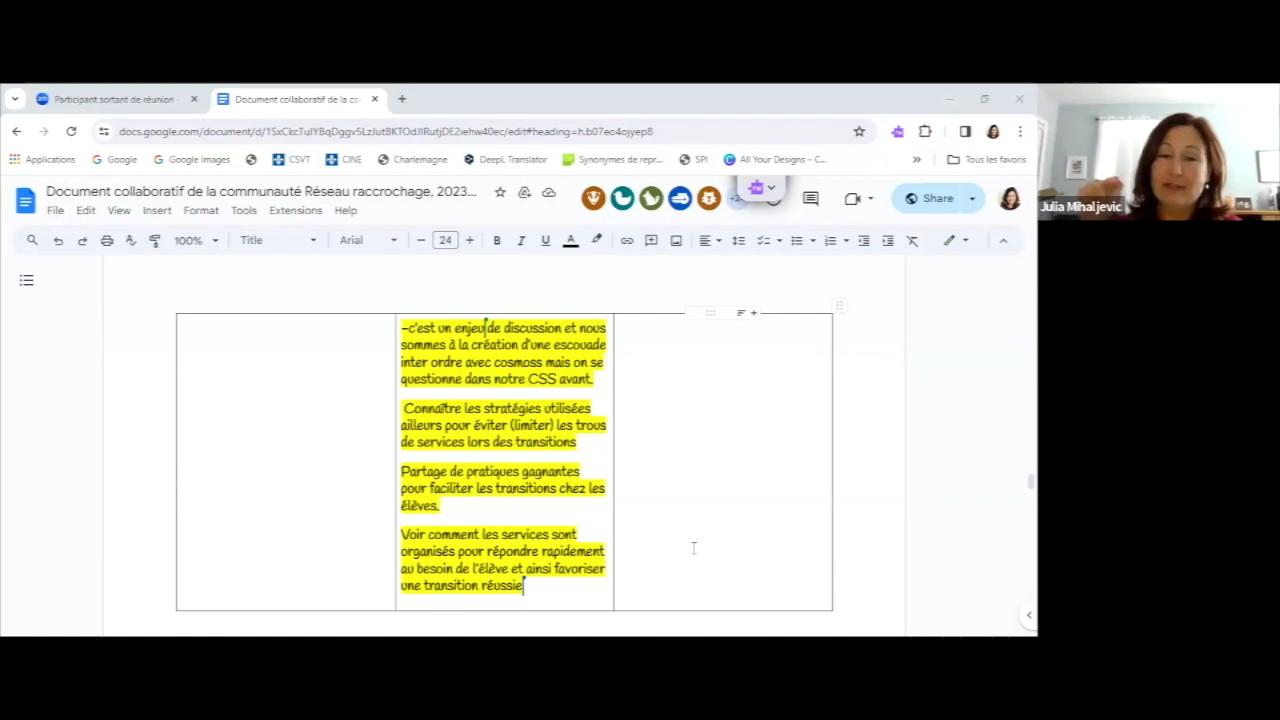 Participant sortant de réunion
Document collaboratif de la co
docs.google.com/document/d/1SxCkcTuIYBqDggv5LzJutBKTOdJIRutjDE2iehw40ec/edit#heading=h.b07eo4ojyep8
Applications
Google
Google Images
CSVT
CINE
Charlemagne
DeepL Translator
Synonymes de repr...
SPI
All Your Designs – C...
»
Tous les favoris
Julia Mihaljevic
Document collaboratif de la communauté Réseau raccrochage, 2023...
Share
File Edit View Insert Format Tools Extensions Help
100% Title Arial - 24 + B I U A
-c'est un enjeu de discussion et nous
sommes à la création d'une escouade
inter ordre avec cosmoss mais on se
questionne dans notre CSS avant.
Connaître les stratégies utilisées
ailleurs pour éviter (limiter) les trous
de services lors des transitions
Partage de pratiques gagnantes
pour faciliter les transitions chez les
élèves.
Voir comment les services sont
organisés pour répondre rapidement
au besoin de l'élève et ainsi favoriser
une transition réussie